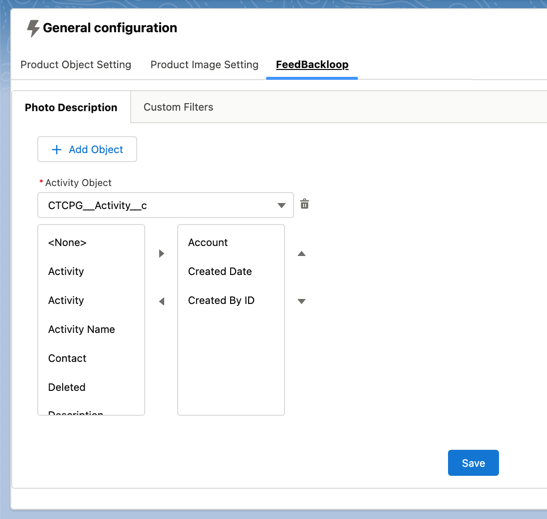 General configuration
Product Object Setting Product Image Setting FeedBackloop
Photo Description Custom Filters
+ Add Object
* Activity Object
CTCPG__Activity__c
<None>
Activity
Activity
Activity Name
Contact
Deleted
Description
Account
Created Date
Created By ID
Save